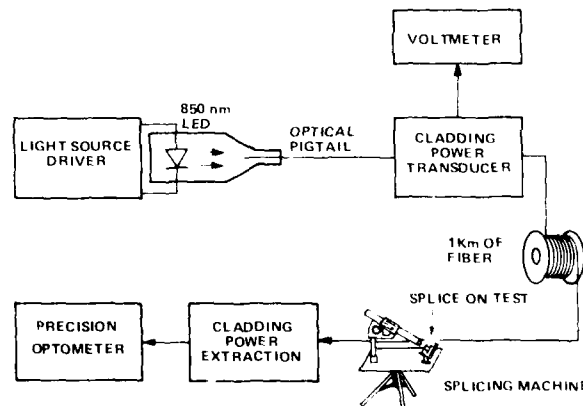 VOLTMETER
850 nm
LED
LIGHT SOURCE
DRIVER
OPTICAL
PIGTAIL
CLADDING
POWER
TRANSDUCER
1Km OF
FIBER
SPLICE ON TEST
PRECISION
OPTOMETER
CLADDING
POWER
EXTRACTION
SPLICING MACHINE